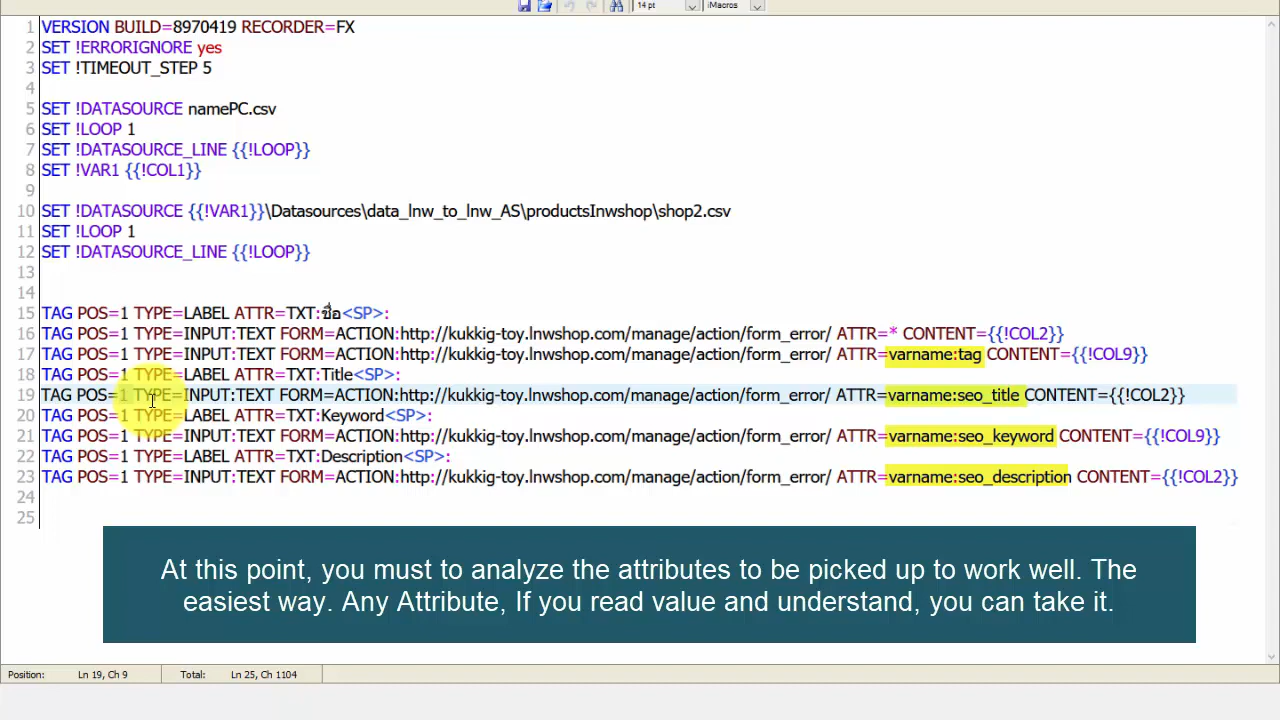 14 pt iMacros
1 VERSION BUILD=8970419 RECORDER=FX
2 SET !ERRORIGNORE yes
3 SET !TIMEOUT_STEP 5
4
5 SET !DATASOURCE namePC.csv
6 SET !LOOP 1
7 SET !DATASOURCE_LINE {{!LOOP}}
8 SET !VAR1 {{!COL1}}
9
10 SET !DATASOURCE {{!VAR1}}\Datasources\data_lnw_to_lnw_AS\productslnwshop\shop2.csv
11 SET !LOOP 1
12 SET !DATASOURCE_LINE {{!LOOP}}
13
14
15 TAG POS=1 TYPE=LABEL ATTR=TXT:ชื่อ<SP>:
16 TAG POS=1 TYPE=INPUT:TEXT FORM=ACTION:http://kukkig-toy.lnwshop.com/manage/action/form_error/ ATTR=* CONTENT={{!COL2}}
17 TAG POS=1 TYPE=INPUT:TEXT FORM=ACTION:http://kukkig-toy.lnwshop.com/manage/action/form_error/ ATTR=varname:tag CONTENT={{!COL9}}
18 TAG POS=1 TYPE=LABEL ATTR=TXT:Title<SP>:
19 TAG POS=1 TYPE=INPUT:TEXT FORM=ACTION:http://kukkig-toy.lnwshop.com/manage/action/form_error/ ATTR=varname:seo_title CONTENT={{!COL2}}
20 TAG POS=1 TYPE=LABEL ATTR=TXT:Keyword<SP>:
21 TAG POS=1 TYPE=INPUT:TEXT FORM=ACTION:http://kukkig-toy.lnwshop.com/manage/action/form_error/ ATTR=varname:seo_keyword CONTENT={{!COL9}}
22 TAG POS=1 TYPE=LABEL ATTR=TXT:Description<SP>:
23 TAG POS=1 TYPE=INPUT:TEXT FORM=ACTION:http://kukkig-toy.lnwshop.com/manage/action/form_error/ ATTR=varname:seo_description CONTENT={{!COL2}}
24
25
At this point, you must to analyze the attributes to be picked up to work well. The
easiest way. Any Attribute, If you read value and understand, you can take it.
Position: Ln 19, Ch 9 Total: Ln 25, Ch 1104